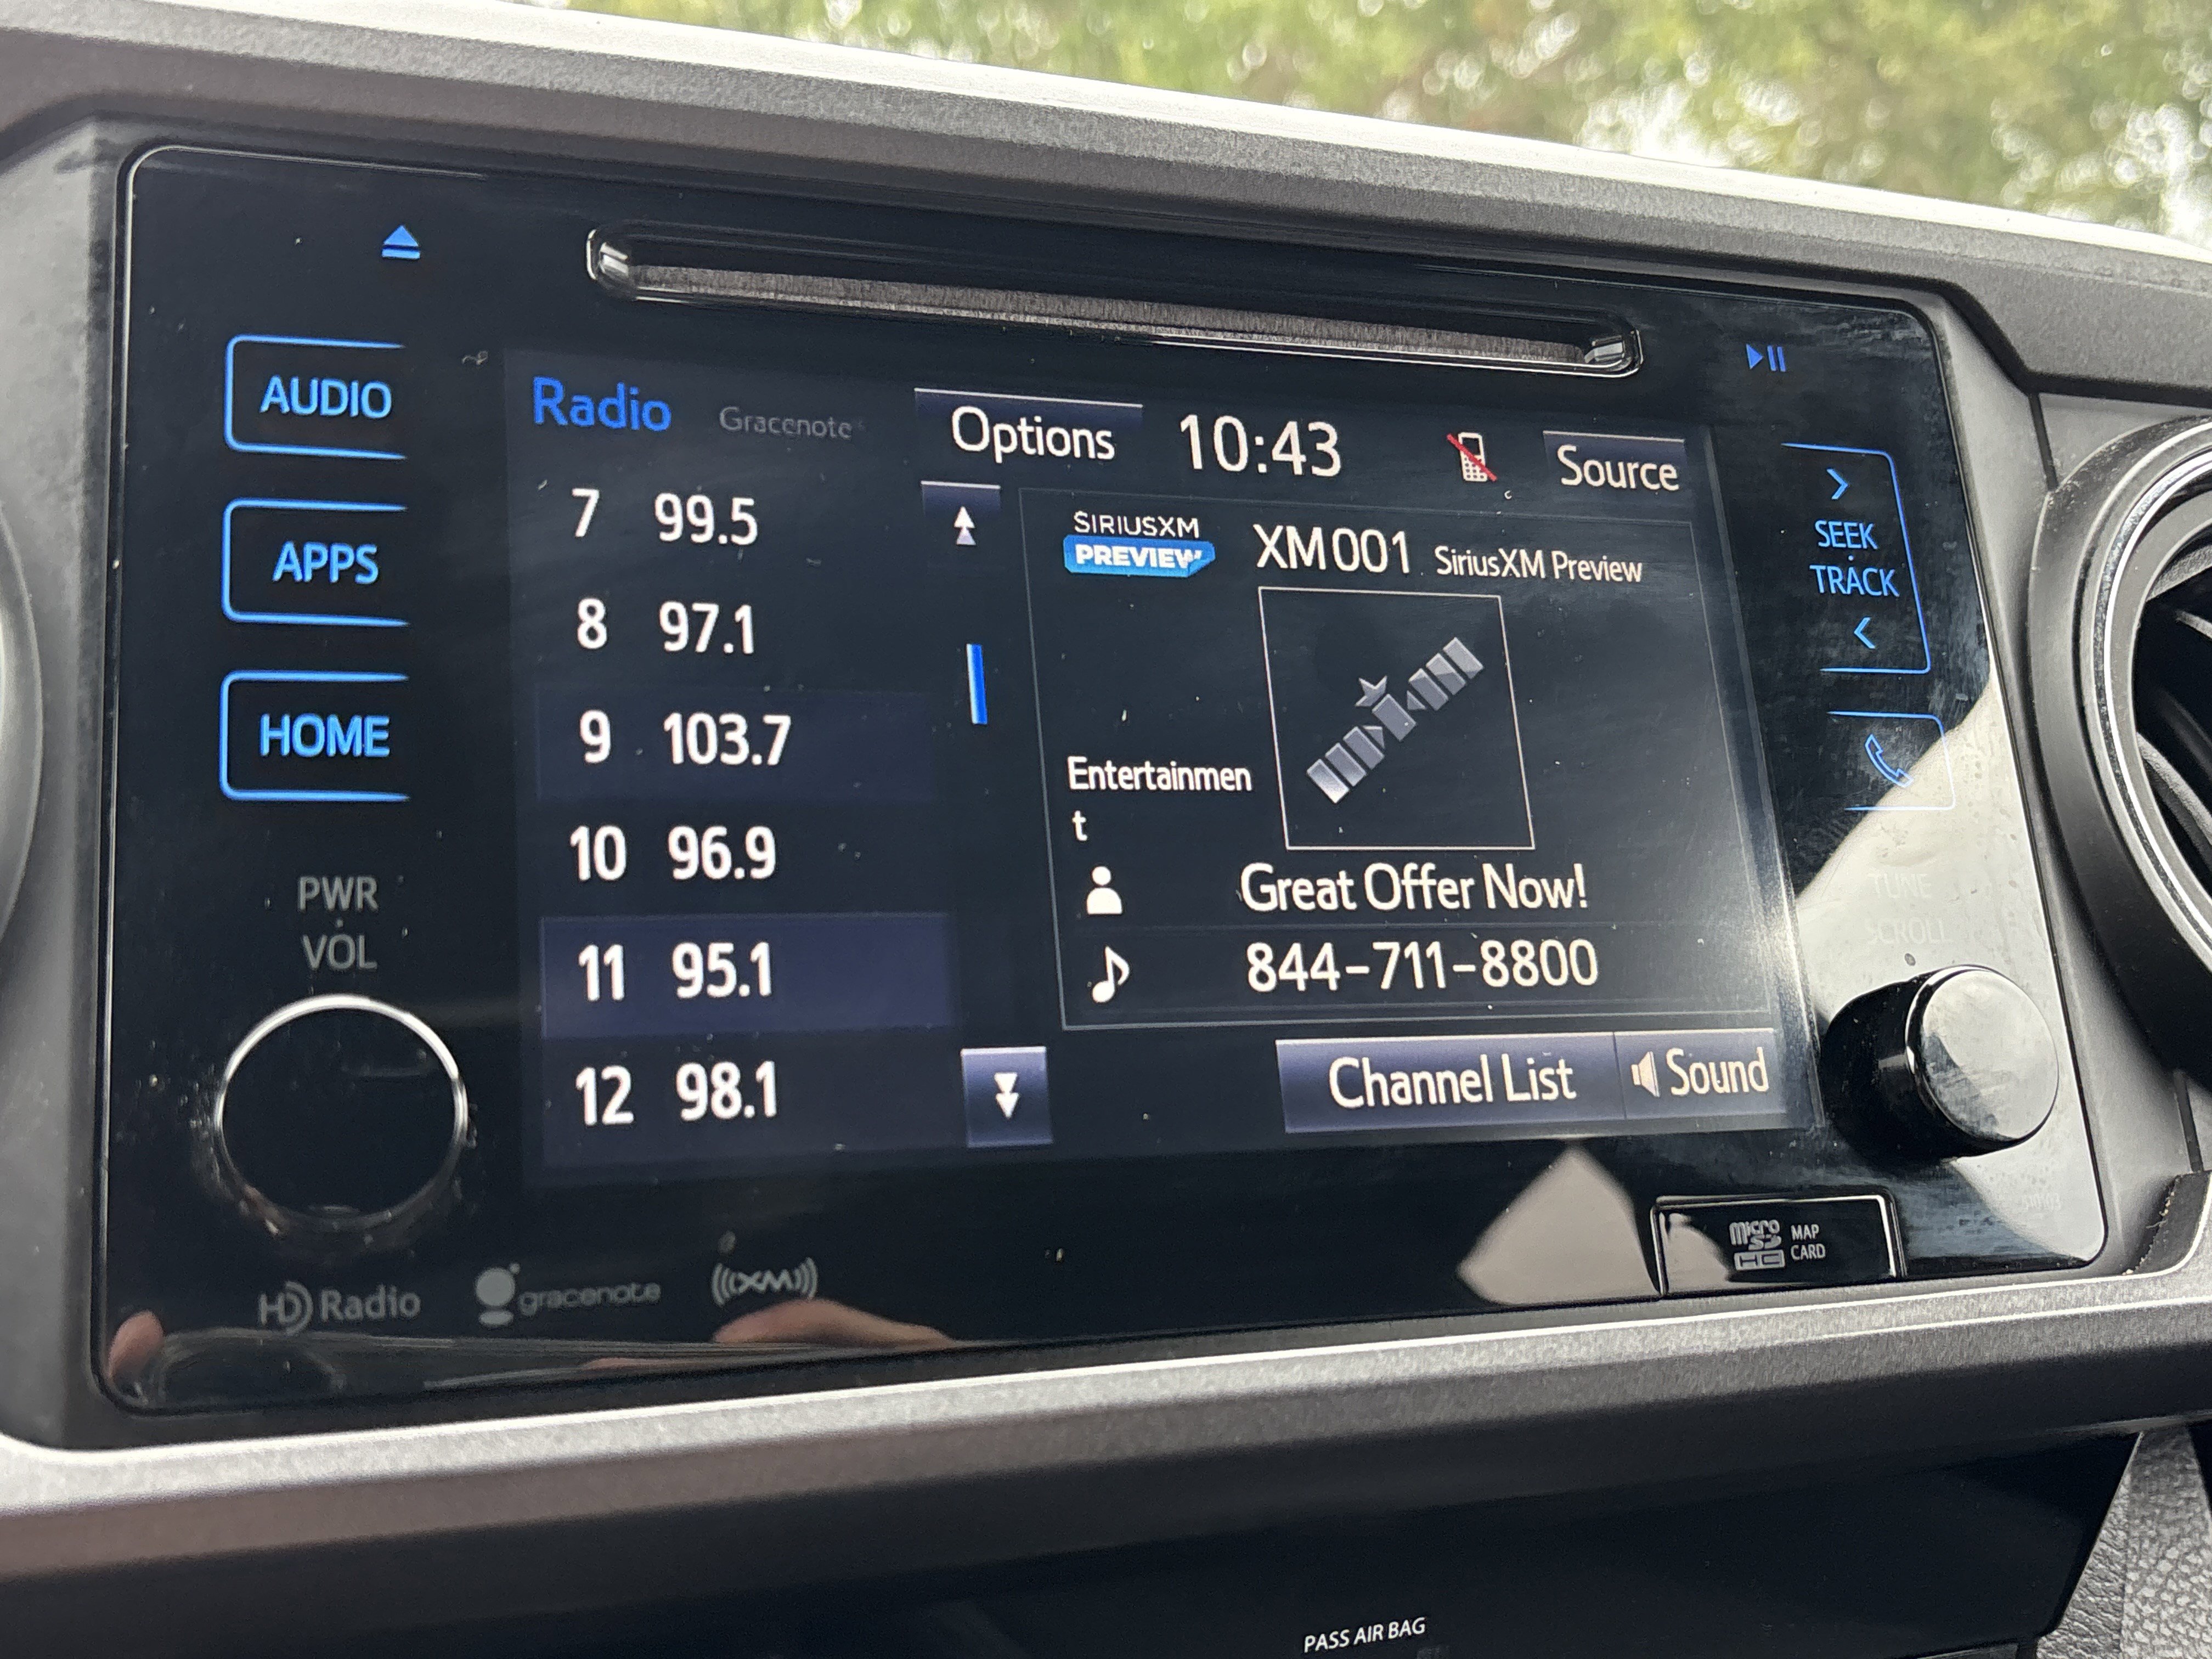 AUDIO
APPS
HOME
PWR
VOL
Radio
Gracenote
Options
10:43
Source
7 99.5
8 97.1
9 103.7
10 96.9
11 95.1
12 98.1
SIRIUSXM
PREVIEW
XM001 SiriusXM Preview
Entertainmen
t
Great Offer Now!
844-711-8800
Channel List
Sound
SEEK
TRACK
TUNE
SCROLL
HD Radio
gracenote
((XM))
micro
SD
HC
MAP
CARD
PASS AIR BAG